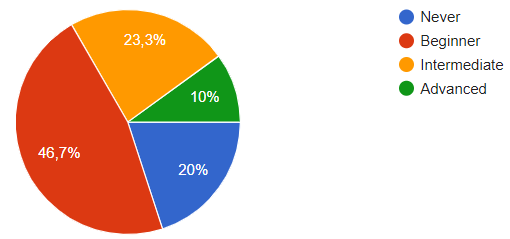 23,3%
10%
46,7%
20%
Never
Beginner
Intermediate
Advanced